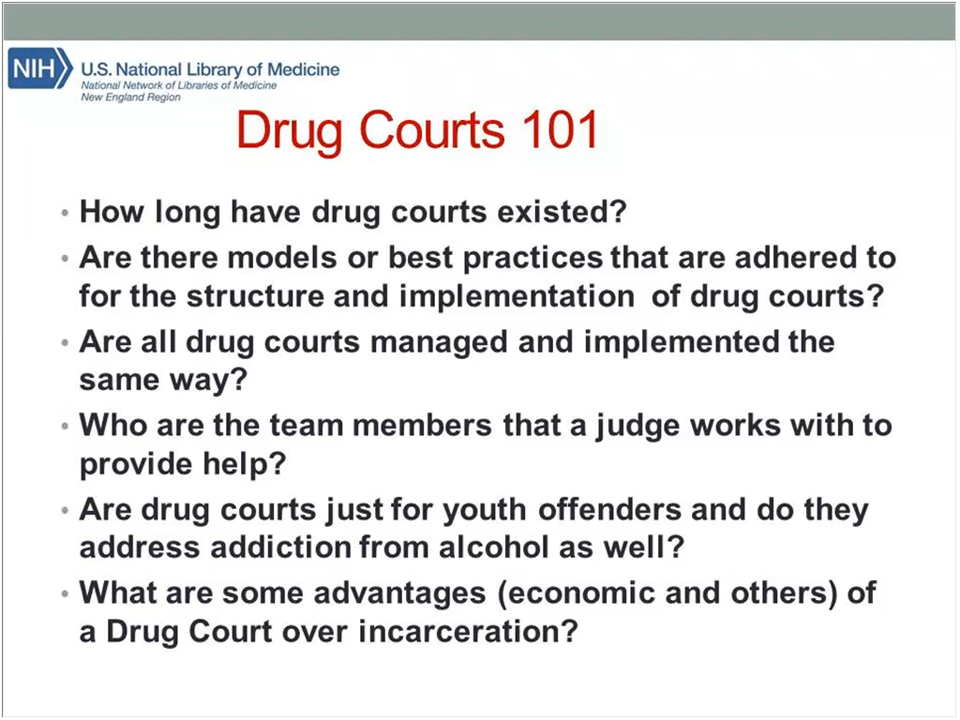 NIH
U.S. National Library of Medicine
National Network of Libraries of Medicine
New England Region
Drug Courts 101
• How long have drug courts existed?
• Are there models or best practices that are adhered to
for the structure and implementation of drug courts?
• Are all drug courts managed and implemented the
same way?
• Who are the team members that a judge works with to
provide help?
• Are drug courts just for youth offenders and do they
address addiction from alcohol as well?
• What are some advantages (economic and others) of
a Drug Court over incarceration?